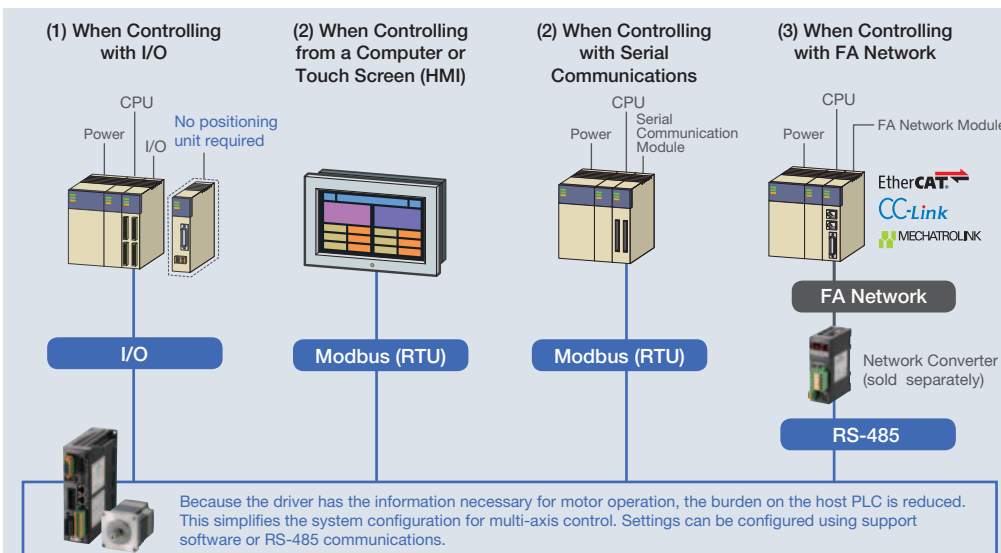 (1) When Controlling
with I/O
Power
CPU
I/O
No positioning
unit required
I/O
(2) When Controlling
from a Computer or
Touch Screen (HMI)
Modbus (RTU)
(2) When Controlling
with Serial
Communications
Power
CPU
Serial
Communication
Module
Modbus (RTU)
(3) When Controlling
with FA Network
Power
CPU
FA Network Module
EtherCAT®
CC-Link
MECHATROLINK
FA Network
Network Converter
(sold separately)
RS-485
Because the driver has the information necessary for motor operation, the burden on the host PLC is reduced.
This simplifies the system configuration for multi-axis control. Settings can be configured using support
software or RS-485 communications.